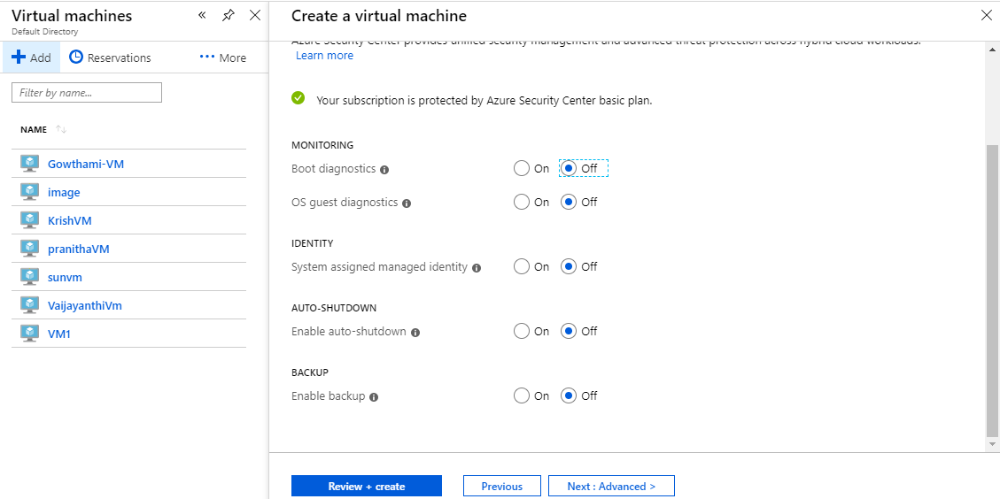 Virtual machines
Default Directory
Add
Reservations
More
Filter by name...
NAME
Gowthami-VM
image
KrishVM
pranithaVM
sunvm
VaijayanthiVm
VM1
Create a virtual machine
Azure Security Center provides unified security management and advanced threat protection across hybrid cloud workloads.
Learn more
Your subscription is protected by Azure Security Center basic plan.
MONITORING
Boot diagnostics On Off
OS guest diagnostics On Off
IDENTITY
System assigned managed identity On Off
AUTO-SHUTDOWN
Enable auto-shutdown On Off
BACKUP
Enable backup On Off
Review + create Previous Next : Advanced >